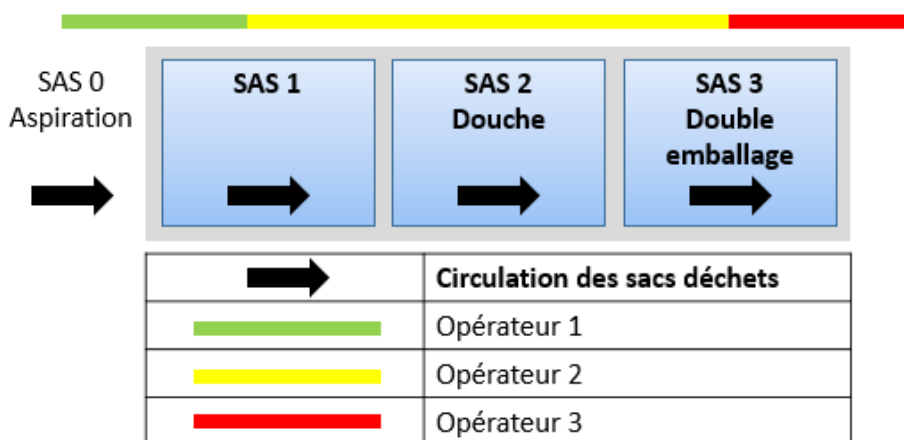 SAS 0
Aspiration
SAS 1
SAS 2
Douche
SAS 3
Double
emballage
Circulation des sacs déchets
Opérateur 1
Opérateur 2
Opérateur 3